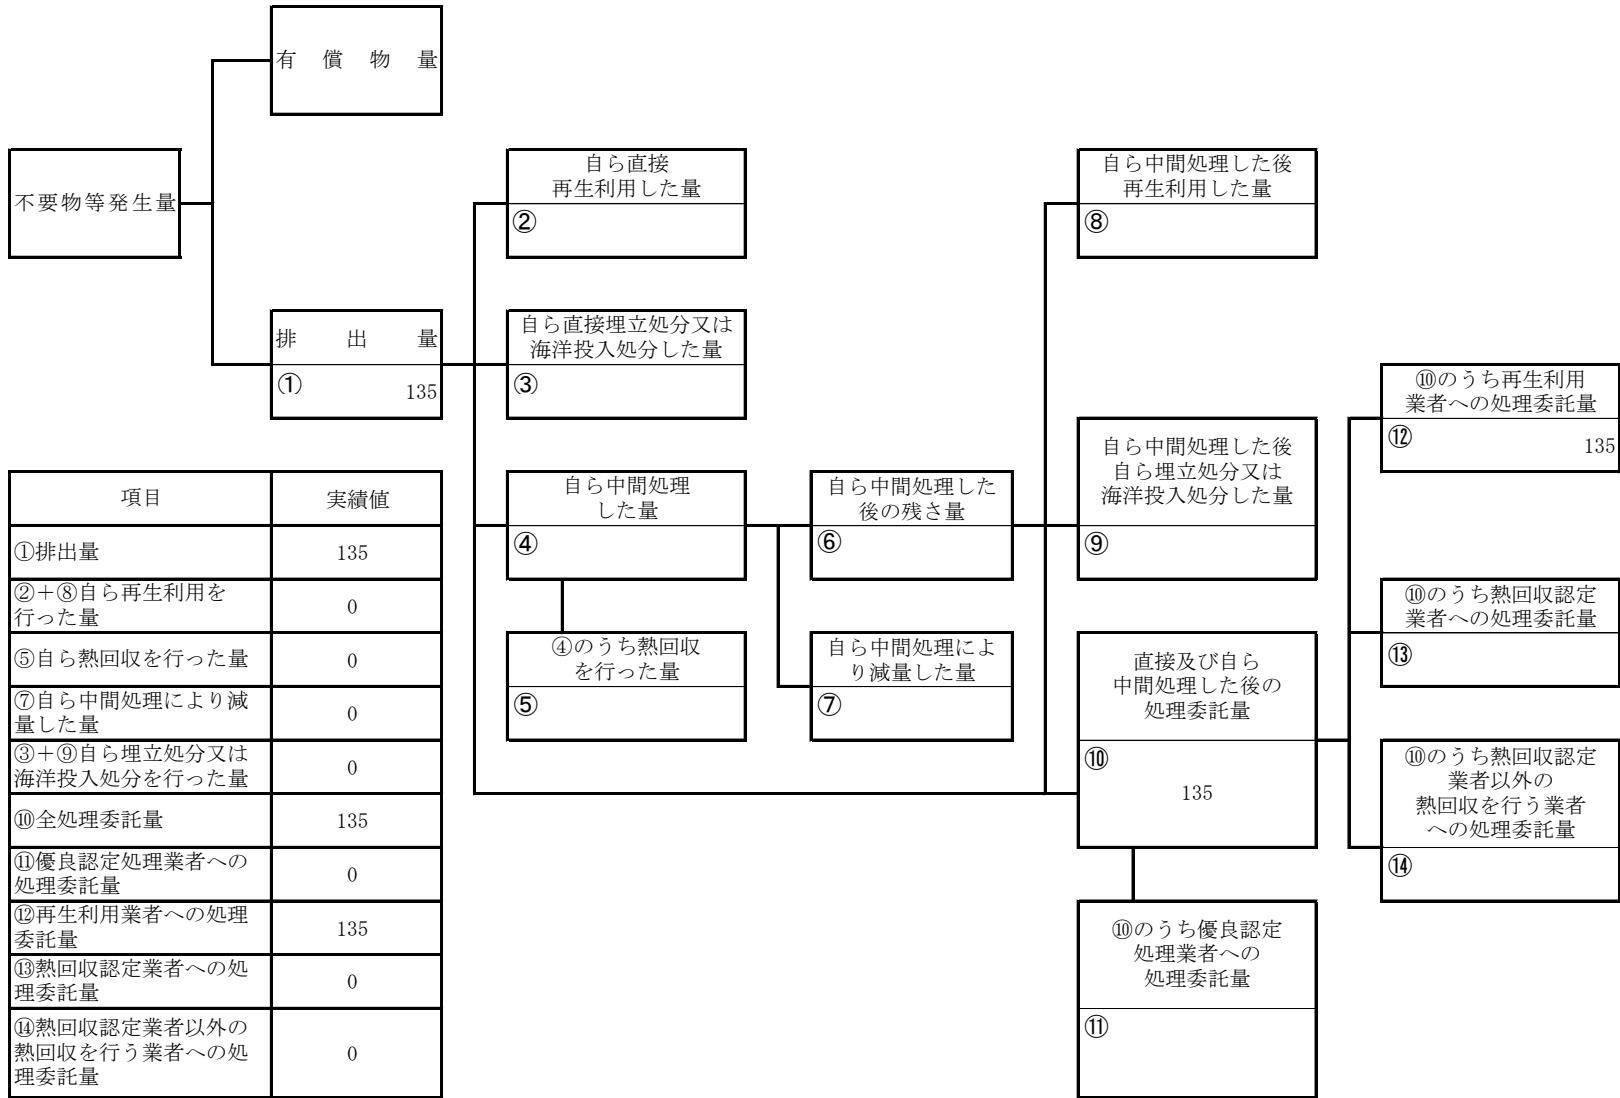 有償物量
不要物等発生量
排出量
①
135
自ら直接
再生利用した量
②
自ら直接埋立処分又は
海洋投入処分した量
③
自ら中間処理
した量
④
④のうち熱回収
を行った量
⑤
自ら中間処理した
後の残さ量
⑥
自ら中間処理によ
り減量した量
⑦
自ら中間処理した後
再生利用した量
⑧
自ら中間処理した後
自ら埋立処分又は
海洋投入処分した量
⑨
直接及び自ら
中間処理した後の
処理委託量
⑩
135
⑩のうち優良認定
処理業者への
処理委託量
⑪
⑩のうち再生利用
業者への処理委託量
⑫
135
⑩のうち熱回収認定
業者への処理委託量
⑬
⑩のうち熱回収認定
業者以外の
熱回収を行う業者
への処理委託量
⑭
項目
実績値
①排出量
135
②+⑧自ら再生利用を
行った量
0
⑤自ら熱回収を行った量
0
⑦自ら中間処理により減
量した量
0
③+⑨自ら埋立処分又は
海洋投入処分を行った量
0
⑩全処理委託量
135
⑪優良認定処理業者への
処理委託量
0
⑫再生利用業者への処理
委託量
135
⑬熱回収認定業者への処
理委託量
0
⑭熱回収認定業者以外の
熱回収を行う業者への処
理委託量
0